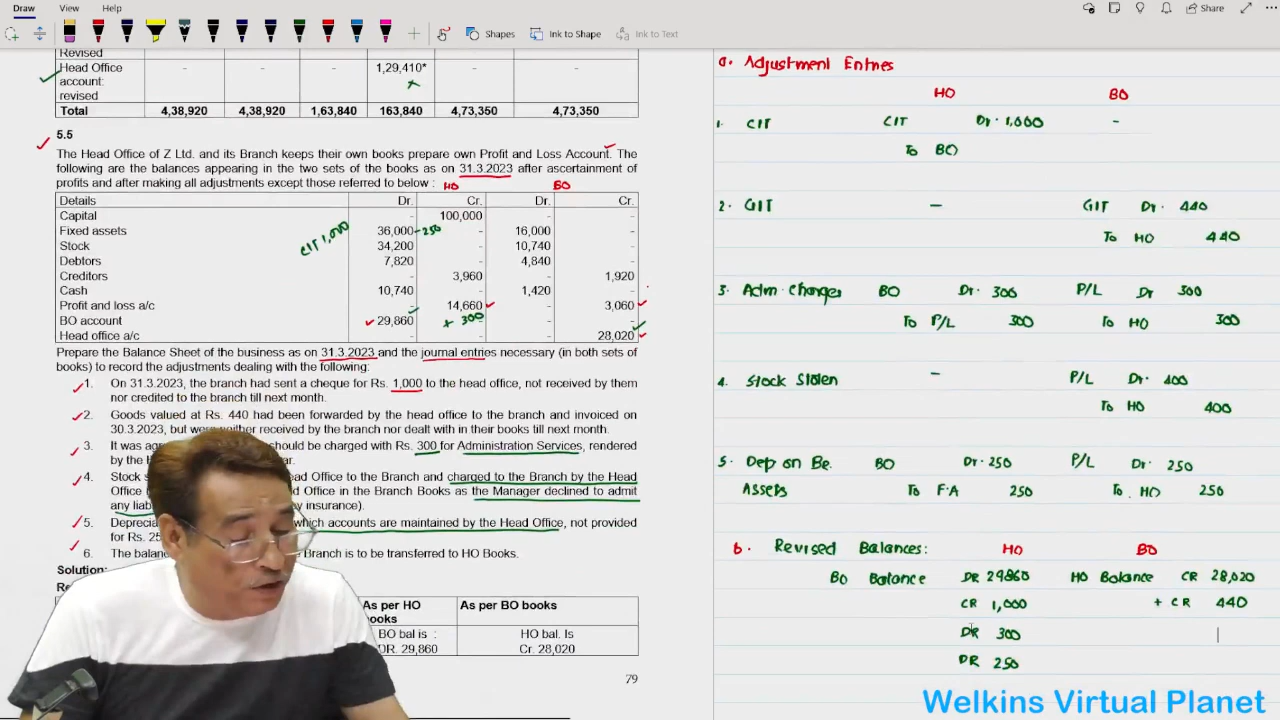 Draw View Help
Share
Shapes Ink to Shape Ink to Text
Revised
Head Office - - - 1,29,410* - -
account:
revised
Total 4,38,920 4,38,920 1,63,840 163,840 4,73,350 4,73,350
5.5
The Head Office of Z Ltd. and its Branch keeps their own books prepare own Profit and Loss Account. The
following are the balances appearing in the two sets of the books as on 31.3.2023 after ascertainment of
profits and after making all adjustments except those referred to below :
HO BO
Details Dr. Cr. Dr. Cr.
Capital - 100,000 - -
Fixed assets 36,000 -250 - 16,000 -
CIT 1,000
Stock 34,200 - 10,740 -
Debtors 7,820 - 4,840 -
Creditors - 3,960 - 1,920
Cash 10,740 - 1,420 -
Profit and loss a/c - 14,660 - 3,060
BO account 29,860 + 300 - - -
Head office a/c - - - 28,020
Prepare the Balance Sheet of the business as on 31.3.2023 and the journal entries necessary (in both sets of
books) to record the adjustments dealing with the following:
1. On 31.3.2023, the branch had sent a cheque for Rs. 1,000 to the head office, not received by them
nor credited to the branch till next month.
2. Goods valued at Rs. 440 had been forwarded by the head office to the branch and invoiced on
30.3.2023, but were neither received by the branch nor dealt with in their books till next month.
3. It was agreed should be charged with Rs. 300 for Administration Services, rendered
by the
4. Stock Head Office to the Branch and charged to the Branch by the Head
Office Office in the Branch Books as the Manager declined to admit
any insurance).
5. Depreciation which accounts are maintained by the Head Office, not provided
for Rs.
6. The balance Branch is to be transferred to HO Books.
Solution:
As per HO books As per BO books
BO bal is : HO bal. Is
DR. 29,860 Cr. 28,020
79
a. Adjustment Entries
HO BO
1. CIT CIT Dr. 1,000 -
To BO
2. GIT - GIT Dr. 440
To HO 440
3. Adm. Charges BO Dr. 300 P/L Dr 300
To P/L 300 To HO 300
4. Stock Stolen - P/L Dr. 400
To HO 400
5. Dep on Br. BO Dr. 250 P/L Dr. 250
Assets To F.A 250 To. HO 250
b. Revised Balances: HO BO
BO Balance DR 29860 HO Balance CR 28,020
CR 1,000 + CR 440
DR 300
DR 250
Welkins Virtual Planet